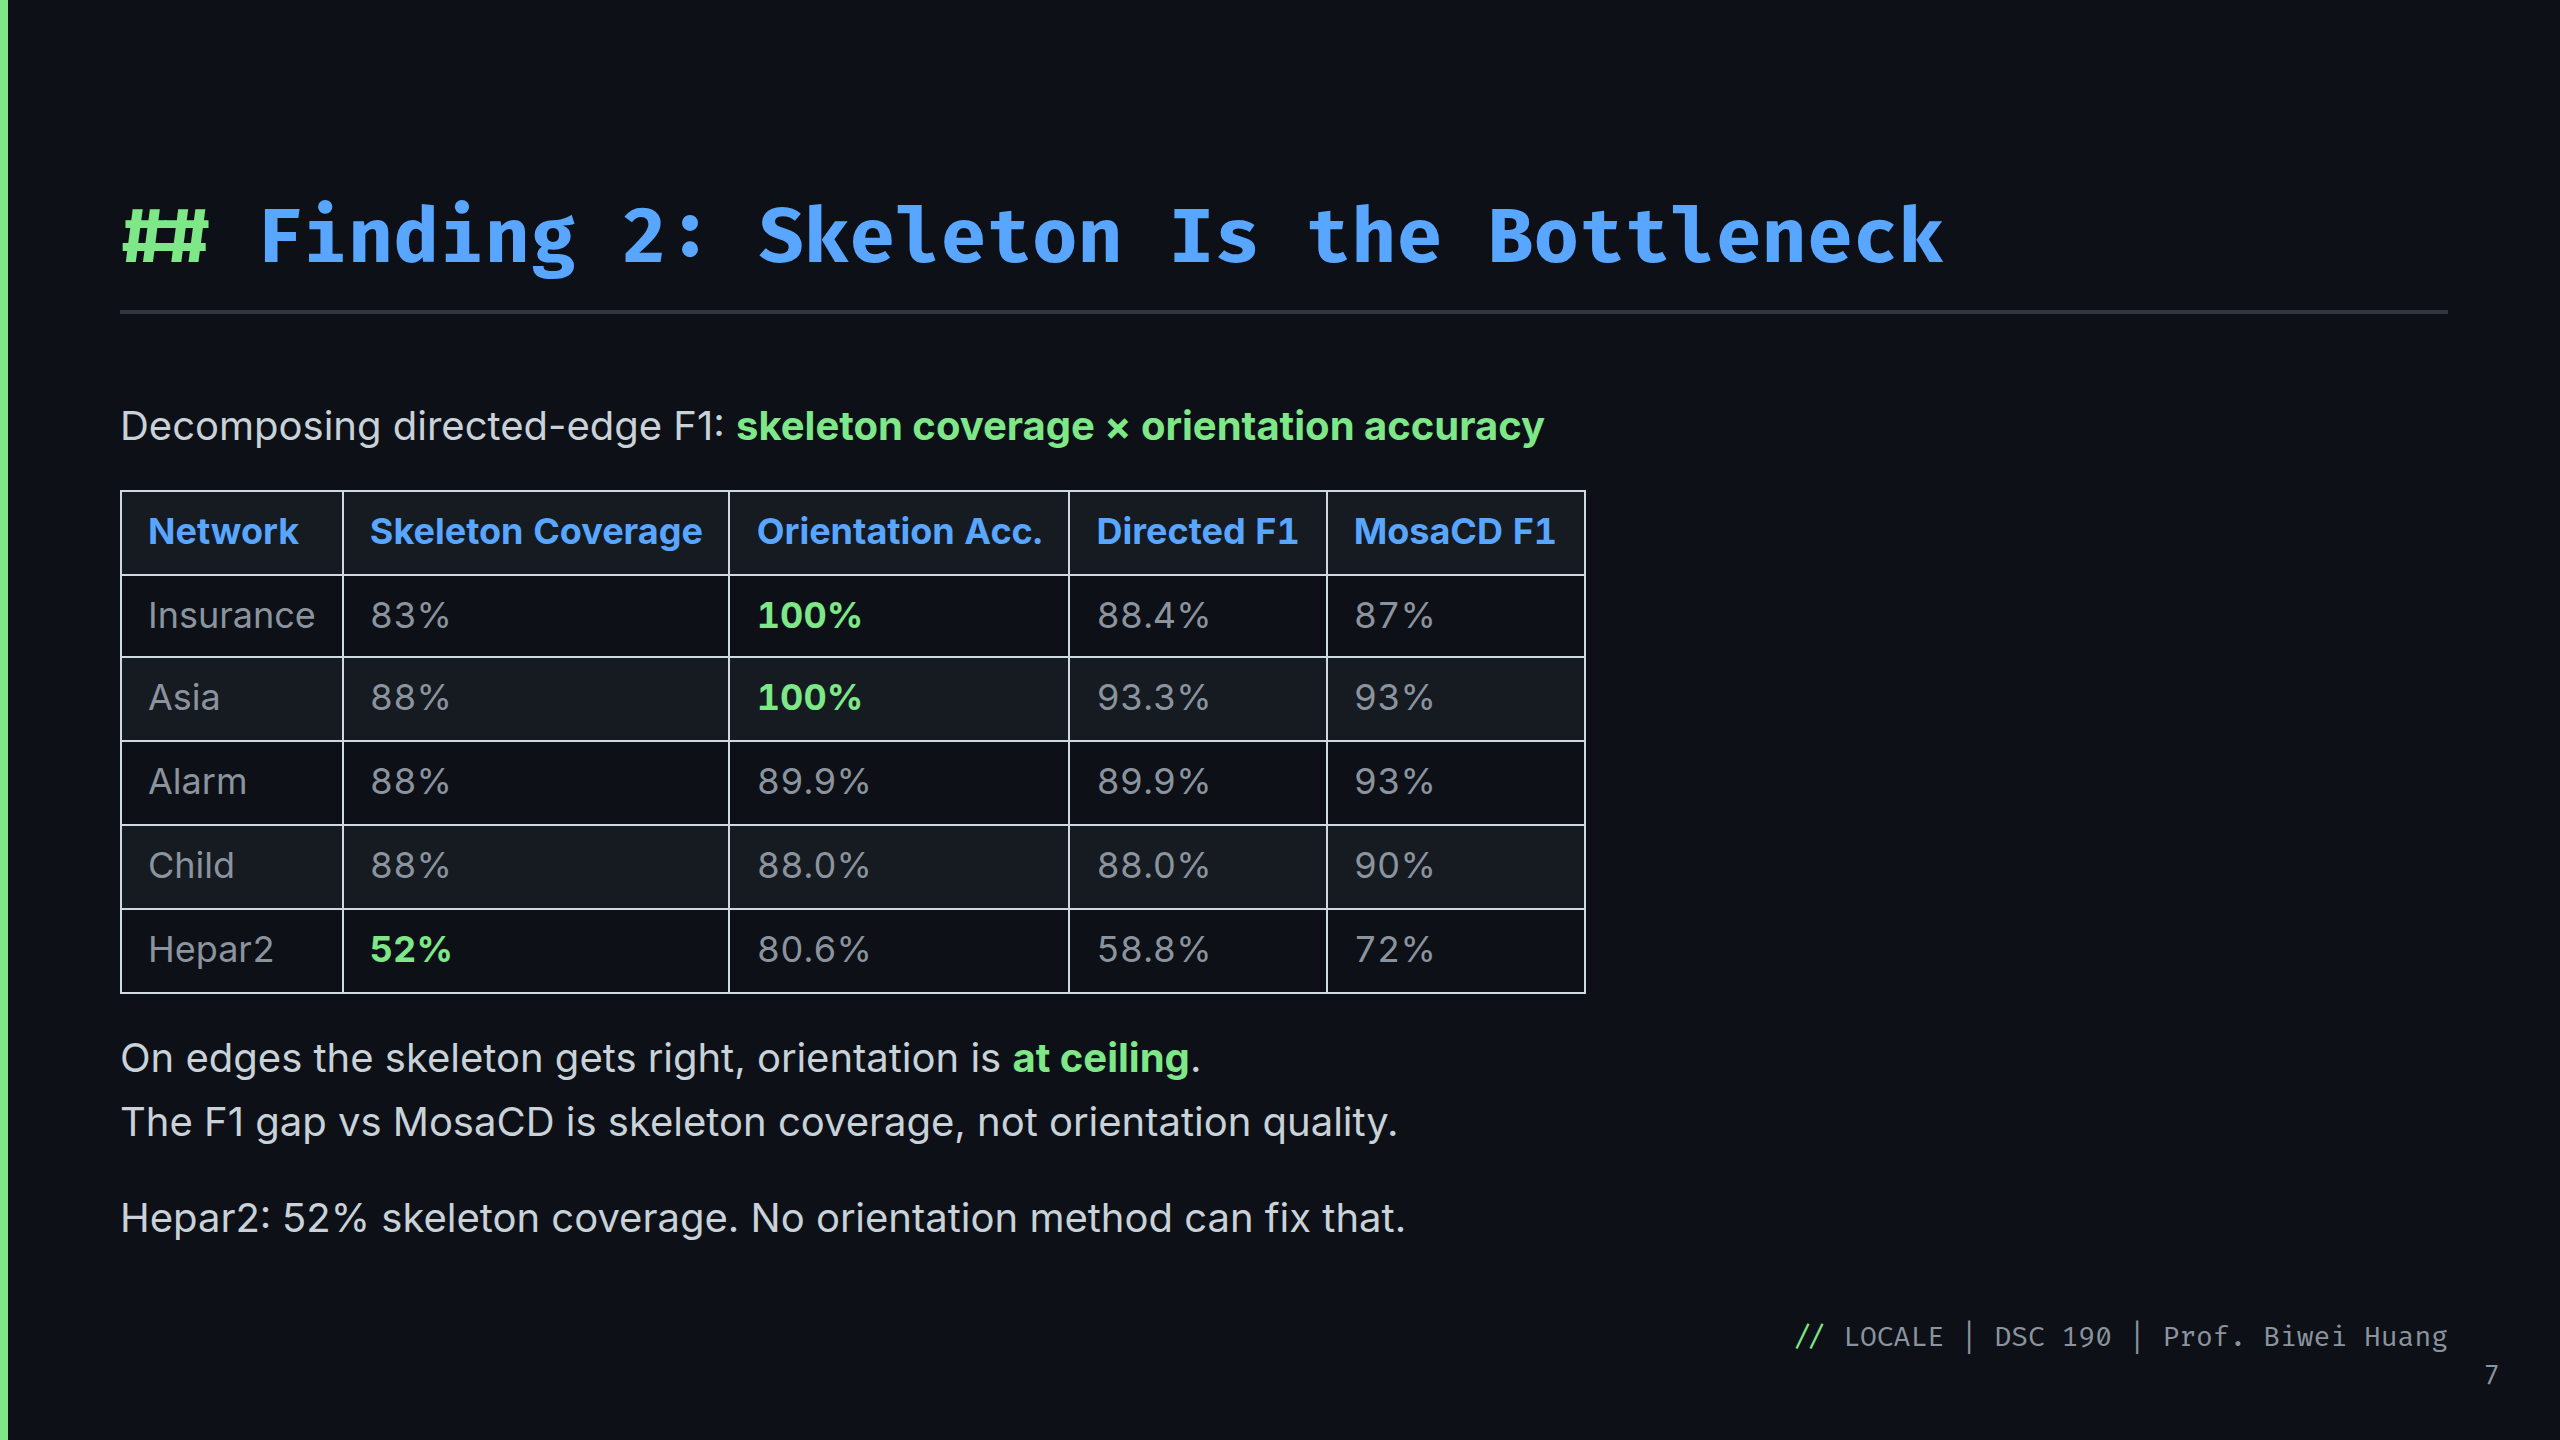 ## Finding 2: Skeleton Is the Bottleneck
Decomposing directed-edge F1: skeleton coverage × orientation accuracy
Network Skeleton Coverage Orientation Acc. Directed F1 MosaCD F1
Insurance 83% 100% 88.4% 87%
Asia 88% 100% 93.3% 93%
Alarm 88% 89.9% 89.9% 93%
Child 88% 88.0% 88.0% 90%
Hepar2 52% 80.6% 58.8% 72%
On edges the skeleton gets right, orientation is at ceiling.
The F1 gap vs MosaCD is skeleton coverage, not orientation quality.
Hepar2: 52% skeleton coverage. No orientation method can fix that.
// LOCALE | DSC 190 | Prof. Biwei Huang
7